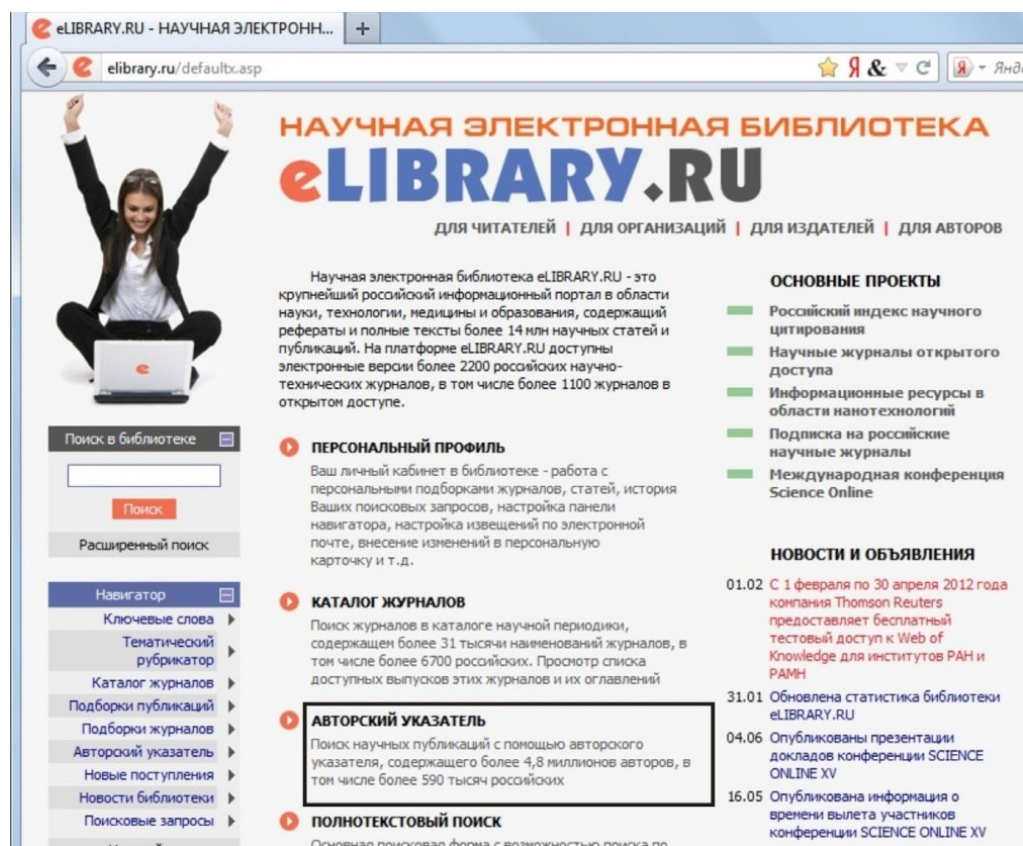 eLIBRARY.RU - НАУЧНАЯ ЭЛЕКТРОНН...
elibrary.ru/defaultx.asp
НАУЧНАЯ ЭЛЕКТРОННАЯ БИБЛИОТЕКА
eLIBRARY.RU
ДЛЯ ЧИТАТЕЛЕЙ | ДЛЯ ОРГАНИЗАЦИЙ | ДЛЯ ИЗДАТЕЛЕЙ | ДЛЯ АВТОРОВ
Поиск в библиотеке
Поиск
Расширенный поиск
Навигатор
Ключевые слова
Тематический
рубрикатор
Каталог журналов
Подборки публикаций
Подборки журналов
Авторский указатель
Новые поступления
Новости библиотеки
Поисковые запросы
Научная электронная библиотека eLIBRARY.RU - это
крупнейший российский информационный портал в области
науки, технологии, медицины и образования, содержащий
рефераты и полные тексты более 14 млн научных статей и
публикаций. На платформе eLIBRARY.RU доступны
электронные версии более 2200 российских научно-
технических журналов, в том числе более 1100 журналов в
открытом доступе.
ПЕРСОНАЛЬНЫЙ ПРОФИЛЬ
Ваш личный кабинет в библиотеке - работа с
персональными подборками журналов, статей, история
Ваших поисковых запросов, настройка панели
навигатора, настройка извещений по электронной
почте, внесение изменений в персональную
карточку и т.д.
КАТАЛОГ ЖУРНАЛОВ
Поиск журналов в каталоге научной периодики,
содержащем более 31 тысячи наименований журналов, в
том числе более 6700 российских. Просмотр списка
доступных выпусков этих журналов и их оглавлений
АВТОРСКИЙ УКАЗАТЕЛЬ
Поиск научных публикаций с помощью авторского
указателя, содержащего более 4,8 миллионов авторов, в
том числе более 590 тысяч российских
ПОЛНОТЕКСТОВЫЙ ПОИСК
Основная поисковая форма с возможностью поиска по
ОСНОВНЫЕ ПРОЕКТЫ
Российский индекс научного
цитирования
Научные журналы открытого
доступа
Информационные ресурсы в
области нанотехнологий
Подписка на российские
научные журналы
Международная конференция
Science Online
НОВОСТИ И ОБЪЯВЛЕНИЯ
01.02 С 1 февраля по 30 апреля 2012 года
компания Thomson Reuters
предоставляет бесплатный
тестовый доступ к Web of
Knowledge для институтов РАН и
РАМН
31.01 Обновлена статистика библиотеки
eLIBRARY.RU
04.06 Опубликованы презентации
докладов конференции SCIENCE
ONLINE XV
16.05 Опубликована информация о
времени вылета участников
конференции SCIENCE ONLINE XV